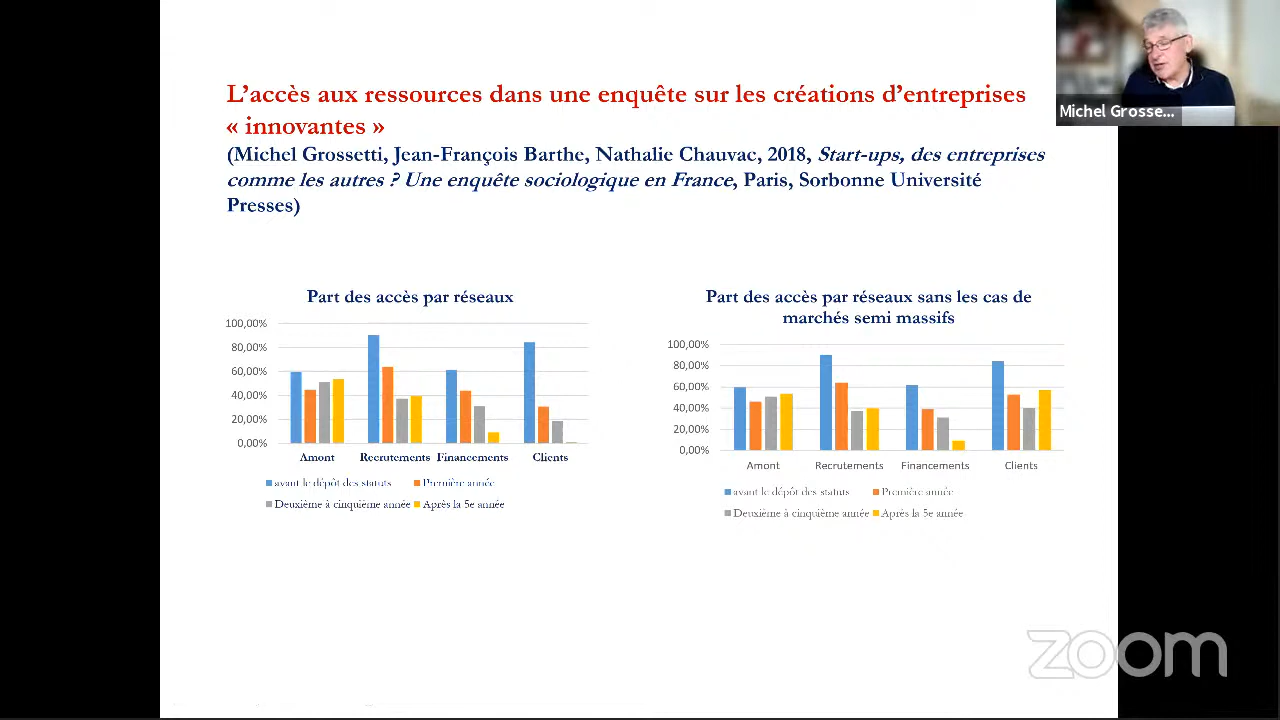 L'accès aux ressources dans une enquête sur les créations d'entreprises
« innovantes »
(Michel Grossetti, Jean-François Barthe, Nathalie Chauvac, 2018, Start-ups, des entreprises
comme les autres ? Une enquête sociologique en France, Paris, Sorbonne Université
Presses)
Michel Grosse...
Part des accès par réseaux
100,00%
80,00%
60,00%
40,00%
20,00%
0,00%
Amont Recrutements Financements Clients
avant le dépôt des statuts Première année
Deuxième à cinquième année Après la 5e année
Part des accès par réseaux sans les cas de
marchés semi massifs
100,00%
80,00%
60,00%
40,00%
20,00%
0,00%
Amont Recrutements Financements Clients
avant le dépôt des statuts Première année
Deuxième à cinquième année Après la 5e année
zoom